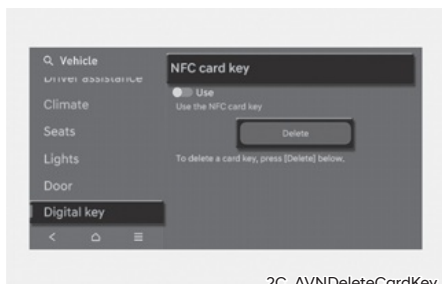 Vehicle
Driver assistance
Climate
Seats
Lights
Door
Digital key
NFC card key
Use
Use the NFC card key
Delete
To delete a card key, press [Delete] below.
2C_AVNDeleteCardKey